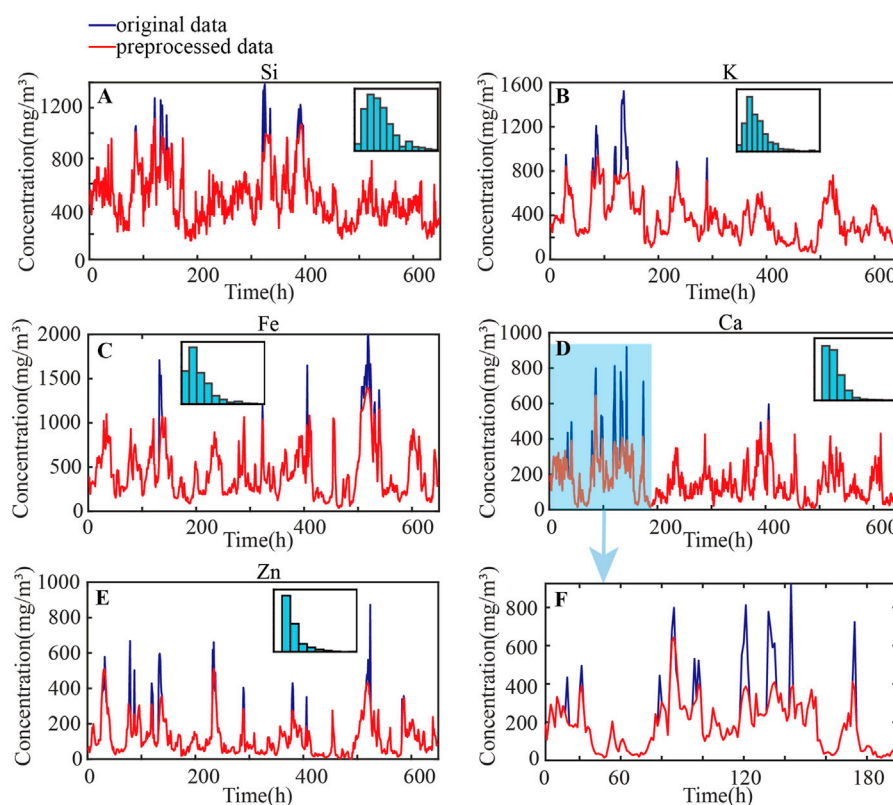 original data
preprocessed data
Si
K
A
B
1200
800
400
0
1600
1200
800
400
0
Concentration(mg/m³)
Concentration(mg/m³)
0 200 400 600
0 200 400 600
Time(h)
Time(h)
Fe
Ca
C
D
2000
1500
1000
500
0
1000
800
600
400
200
0
Concentration(mg/m³)
Concentration(mg/m³)
0 200 400 600
0 200 400 600
Time(h)
Time(h)
Zn
E
F
1000
800
600
400
200
0
800
600
400
200
0
Concentration(mg/m³)
Concentration(mg/m³)
0 200 400 600
0 60 120 180
Time(h)
Time(h)